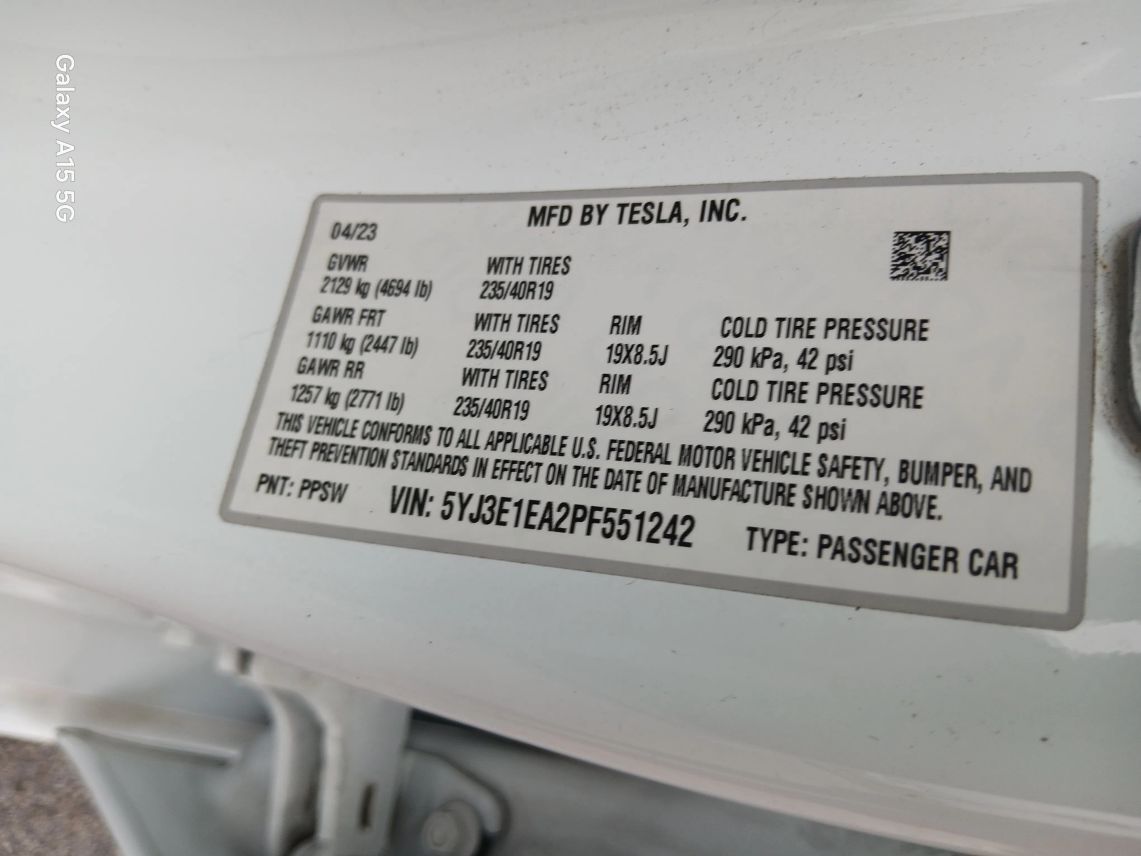 MFD BY TESLA, INC.
04/23
GVWR WITH TIRES
2129 kg (4694 lb) 235/40R19
GAWR FRT WITH TIRES RIM COLD TIRE PRESSURE
1110 kg (2447 lb) 235/40R19 19X8.5J 290 kPa, 42 psi
GAWR RR WITH TIRES RIM COLD TIRE PRESSURE
1257 kg (2771 lb) 235/40R19 19X8.5J 290 kPa, 42 psi
THIS VEHICLE CONFORMS TO ALL APPLICABLE U.S. FEDERAL MOTOR VEHICLE SAFETY, BUMPER, AND
THEFT PREVENTION STANDARDS IN EFFECT ON THE DATE OF MANUFACTURE SHOWN ABOVE.
PNT: PPSW VIN: 5YJ3E1EA2PF551242 TYPE: PASSENGER CAR
Galaxy A15 5G